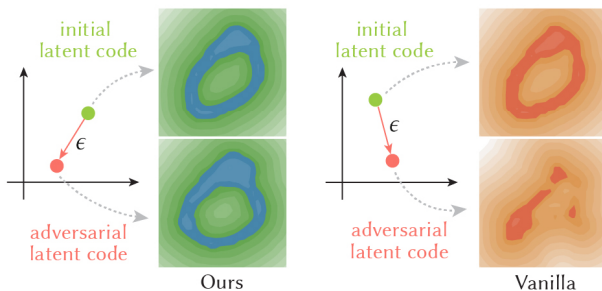 initial
latent code
ϵ
adversarial
latent code
Ours
initial
latent code
ϵ
adversarial
latent code
Vanilla